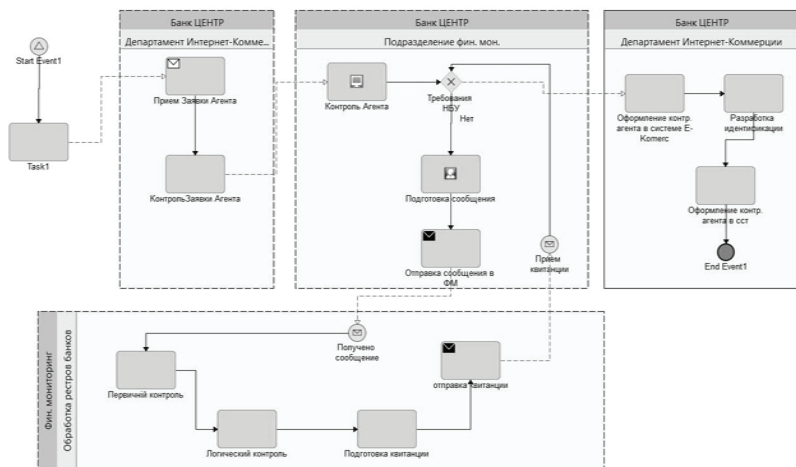 Банк ЦЕНТР
Департамент Интернет-Комме...
Start Event1
Task1
Прием Заявки Агента
КонтрольЗаявки Агента
Банк ЦЕНТР
Подразделение фин. мон.
Контроль Агента
Требования
НБУ
Нет
Подготовка сообщения
Отправка сообщения в
ФМ
Прием
квитанции
Банк ЦЕНТР
Департамент Интернет-Коммерции
Оформление контр.
агента в системе E-
Komerc
Разработка
идентификации
Оформление контр.
агента в сст
End Event1
Фин. мониторинг
Обработка рестров банков
Получено
сообщение
Первичній контроль
Логический контроль
Подготовка квитанции
отправка квитанции